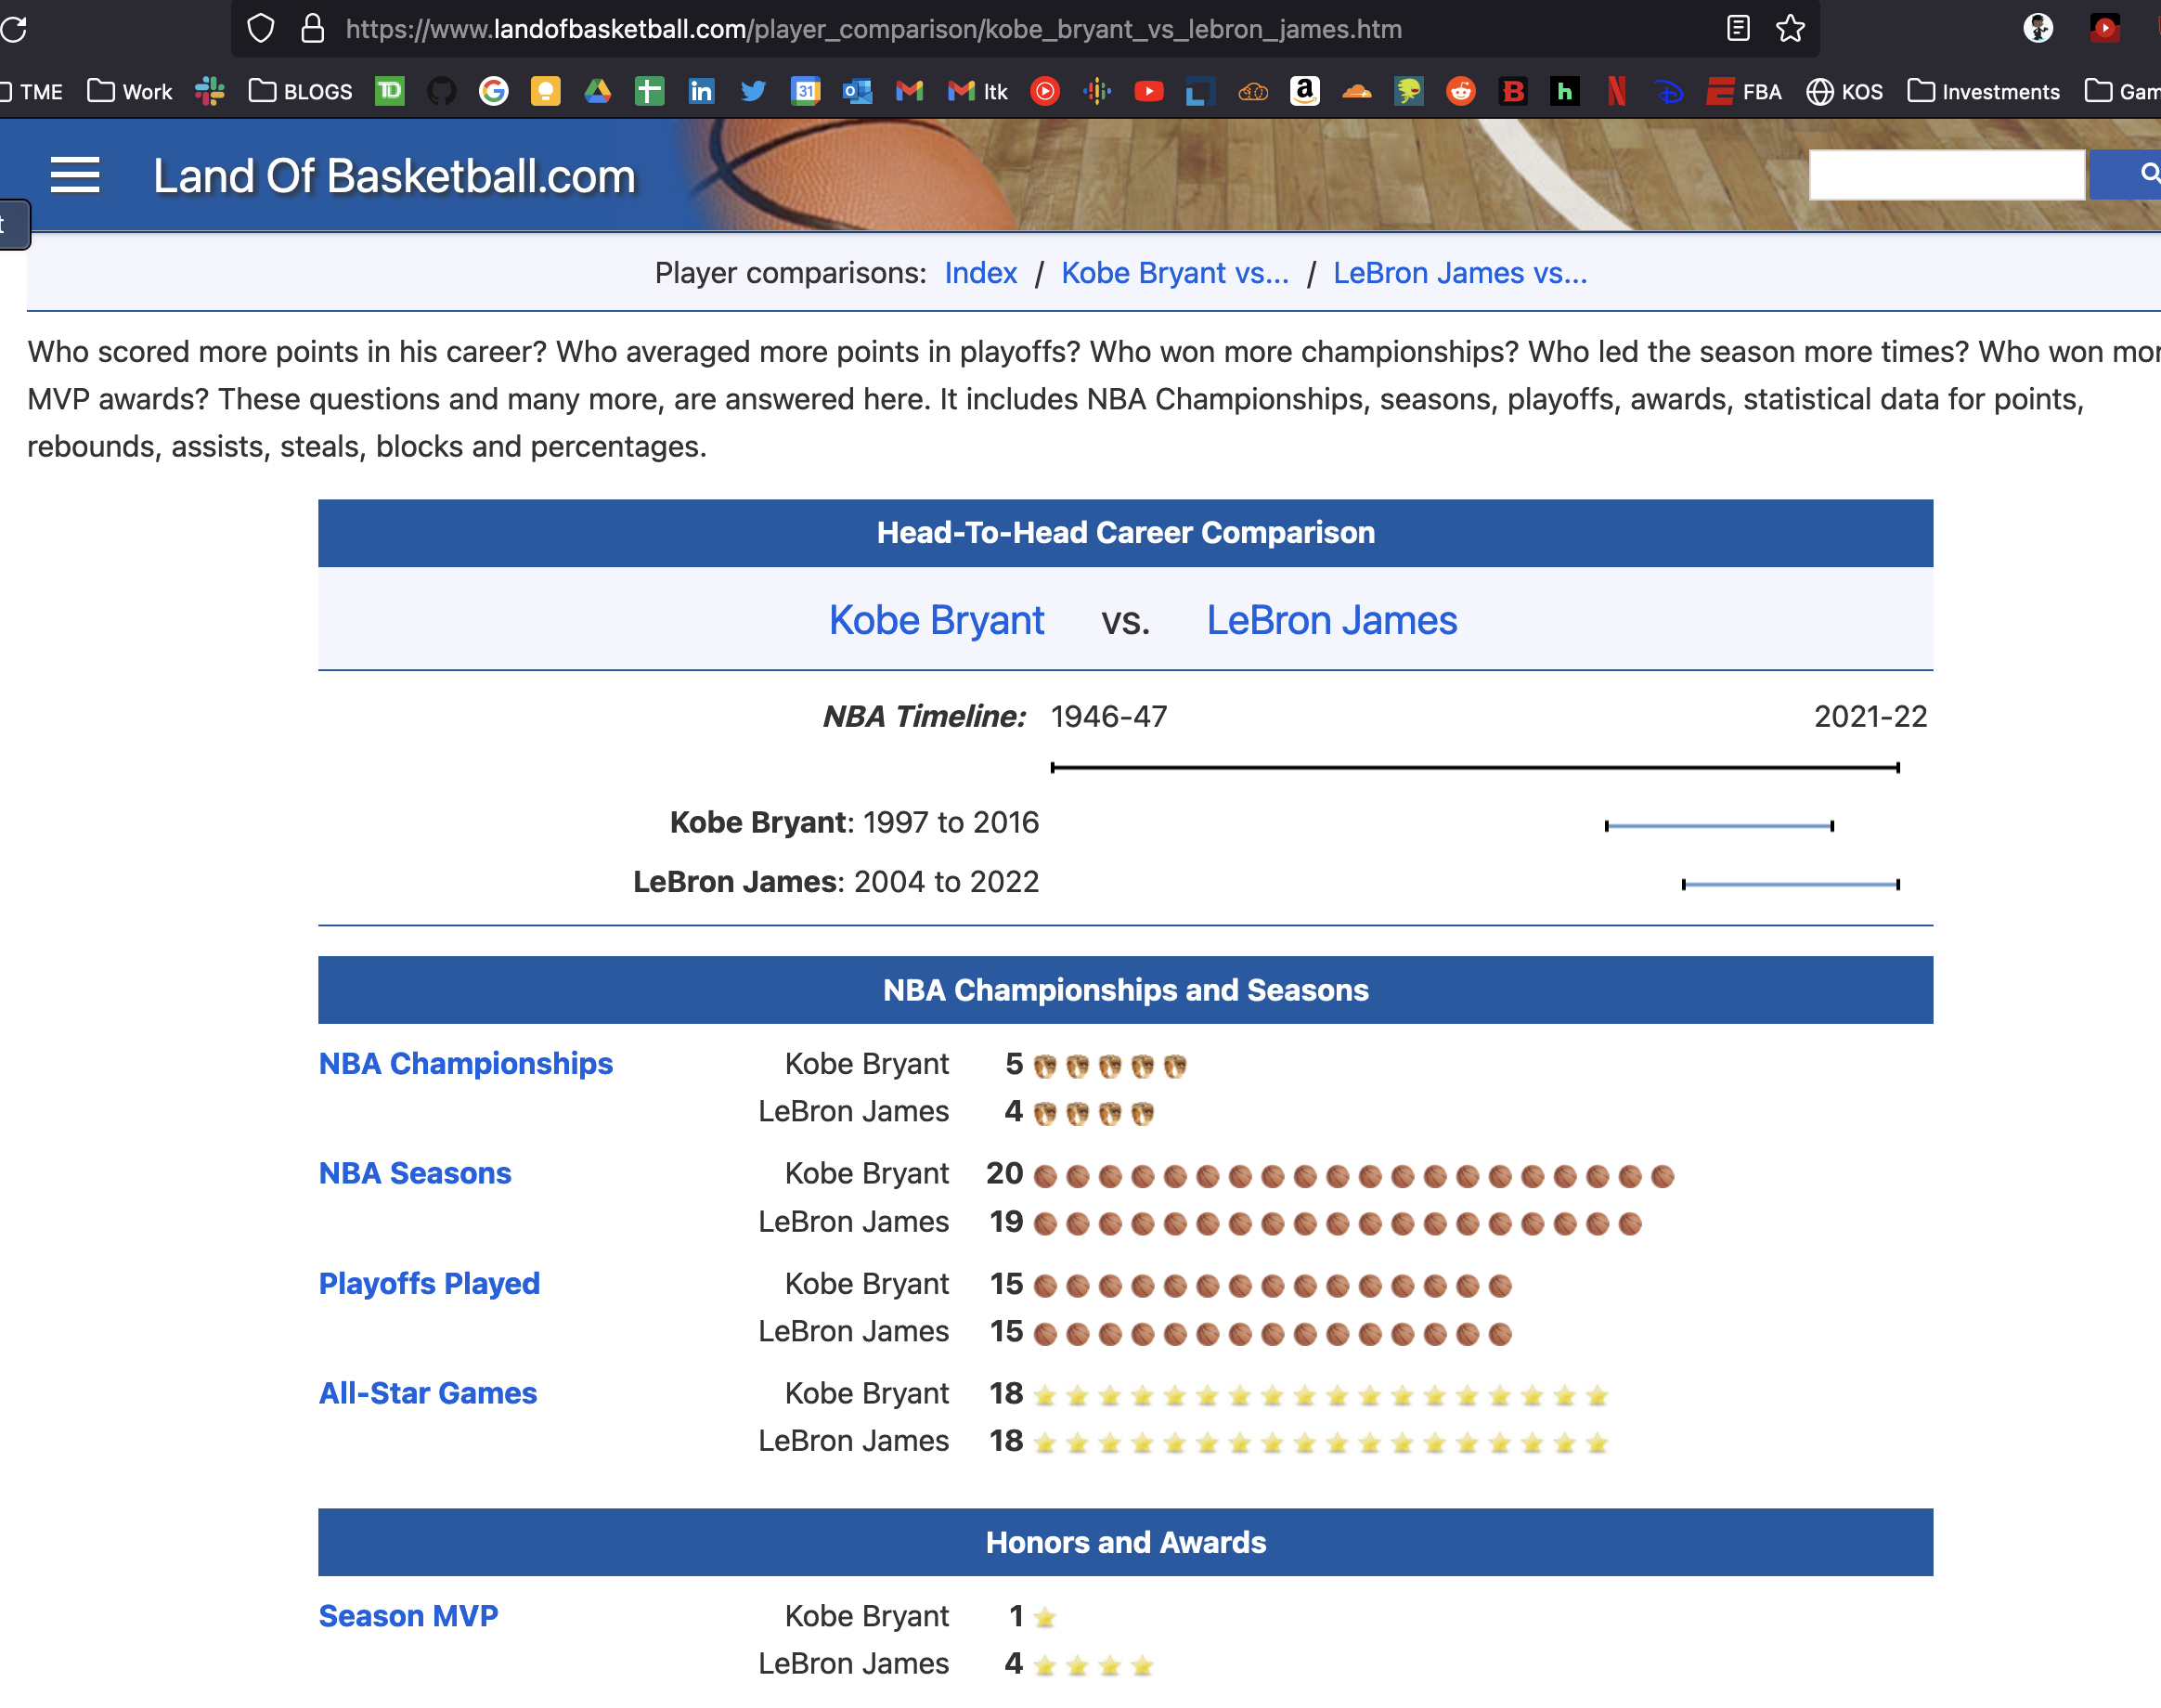 https://www.landofbasketball.com/player_comparison/kobe_bryant_vs_lebron_james.htm
TME Work BLOGS TD 31 ltk a B h N FBA KOS Investments Gam
Land Of Basketball.com
t
Player comparisons: Index / Kobe Bryant vs... / LeBron James vs...
Who scored more points in his career? Who averaged more points in playoffs? Who won more championships? Who led the season more times? Who won mor
MVP awards? These questions and many more, are answered here. It includes NBA Championships, seasons, playoffs, awards, statistical data for points,
rebounds, assists, steals, blocks and percentages.
Head-To-Head Career Comparison
Kobe Bryant vs. LeBron James
NBA Timeline: 1946-47 2021-22
Kobe Bryant: 1997 to 2016
LeBron James: 2004 to 2022
NBA Championships and Seasons
NBA Championships Kobe Bryant 5
LeBron James 4
NBA Seasons Kobe Bryant 20
LeBron James 19
Playoffs Played Kobe Bryant 15
LeBron James 15
All-Star Games Kobe Bryant 18
LeBron James 18
Honors and Awards
Season MVP Kobe Bryant 1
LeBron James 4